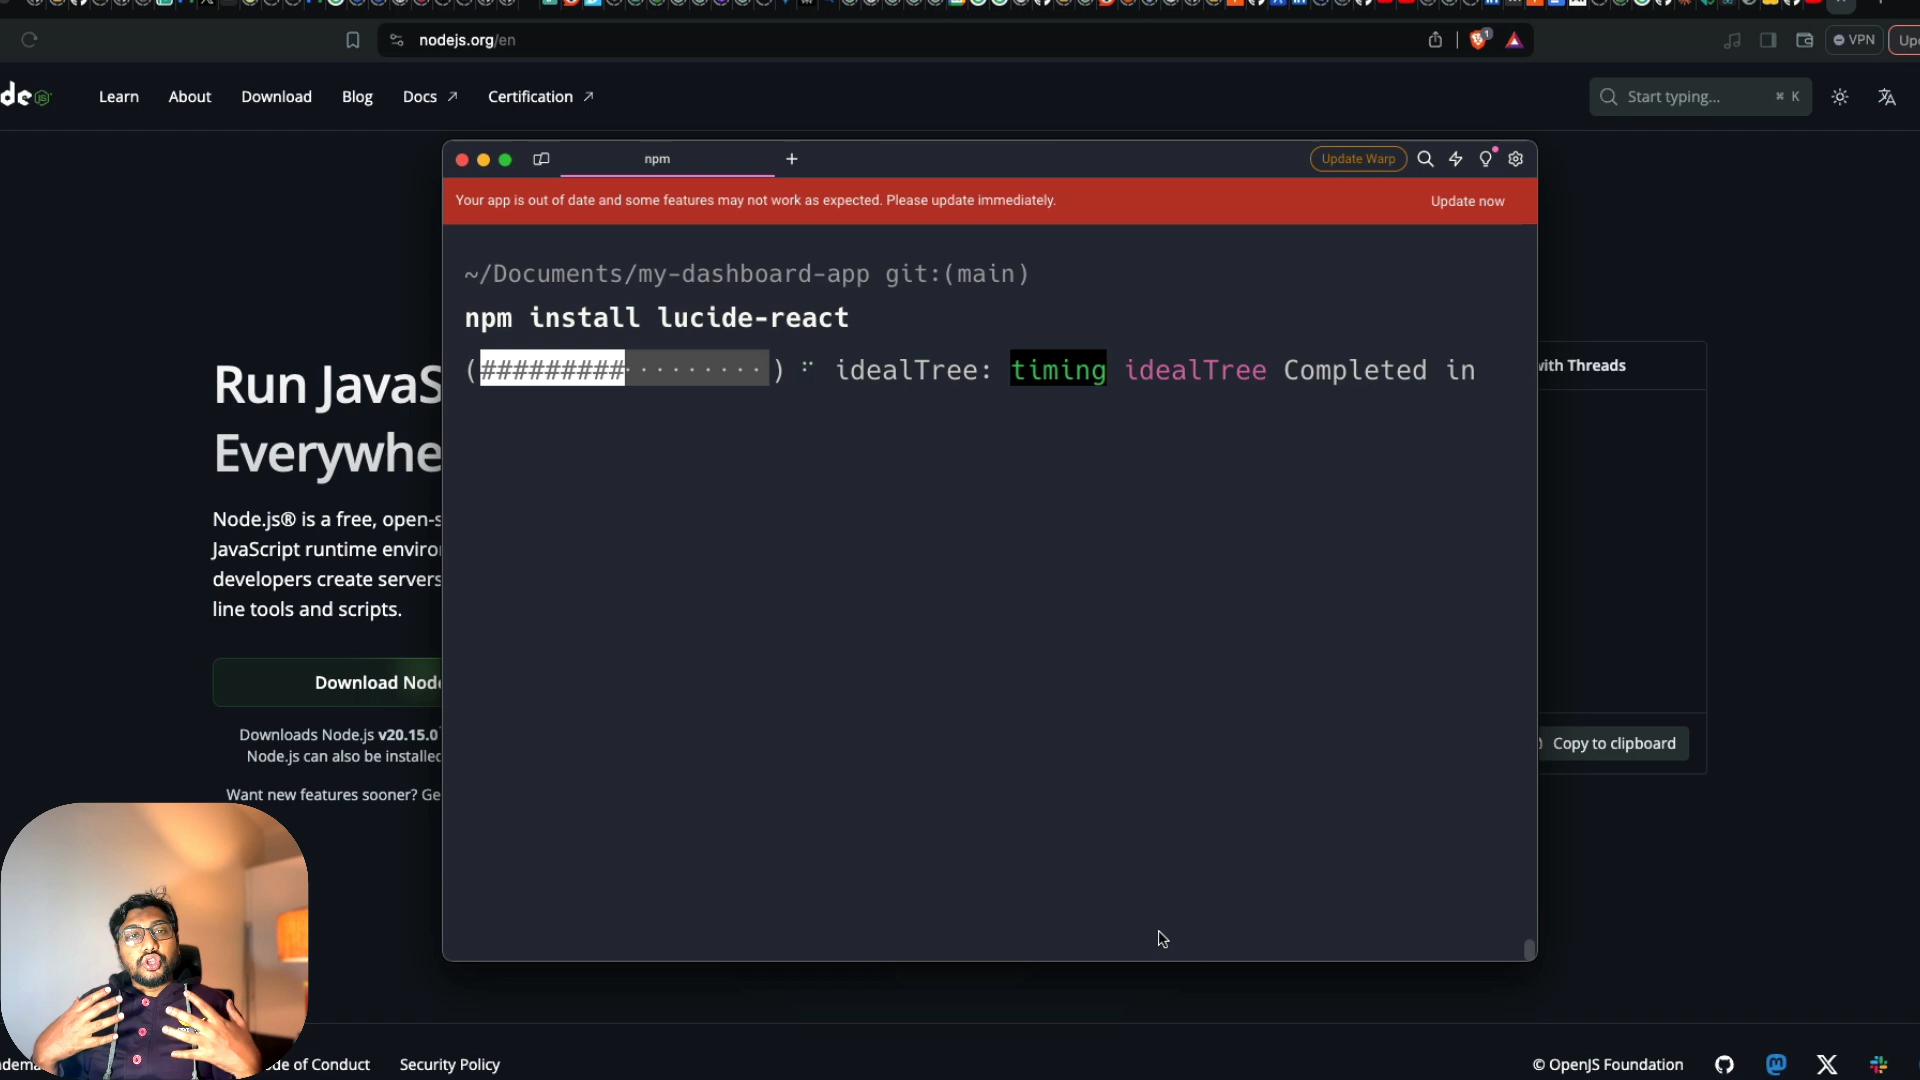 nodejs.org/en
1
VPN
de JS
Learn
About
Download
Blog
Docs ↗
Certification ↗
Start typing...
⌘ K
npm
+
Update Warp
Your app is out of date and some features may not work as expected. Please update immediately.
Update now
~/Documents/my-dashboard-app git:(main)
npm install lucide-react
(#########·········) ⠋ idealTree: timing idealTree Completed in
Run JavaS
Everywhe
with Threads
Node.js® is a free, open-s
JavaScript runtime enviro
developers create servers
line tools and scripts.
Download Node
Downloads Node.js v20.15.0
Node.js can also be installe
Want new features sooner? Ge
Copy to clipboard
de of Conduct
Security Policy
© OpenJS Foundation